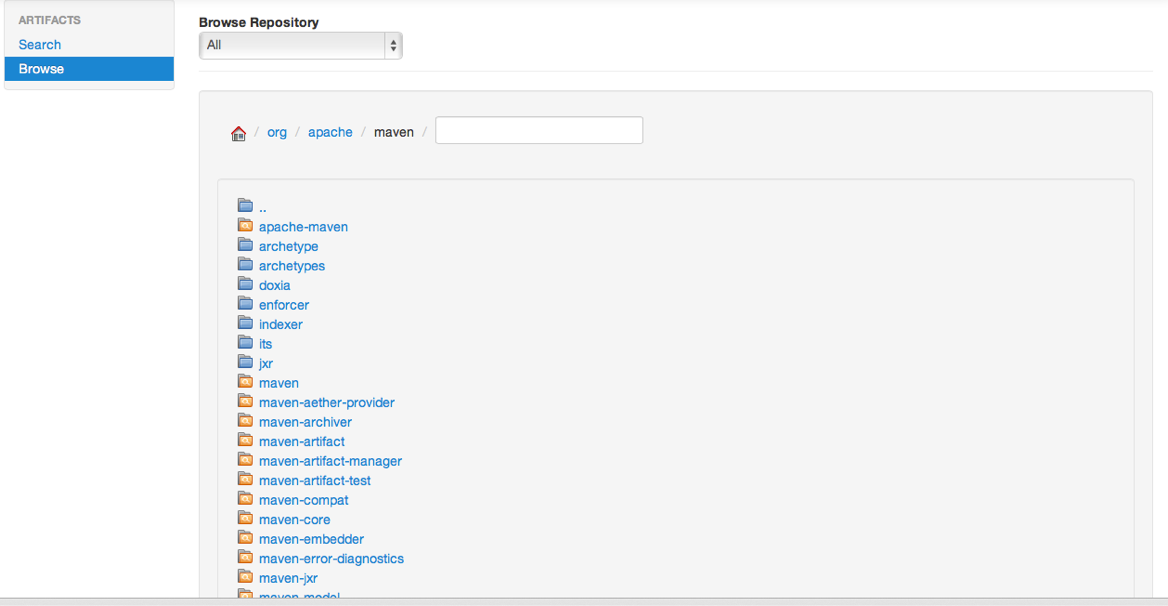 ARTIFACTS
Search
Browse
Browse Repository
All
/ org / apache / maven /
..
apache-maven
archetype
archetypes
doxia
enforcer
indexer
its
jxr
maven
maven-aether-provider
maven-archiver
maven-artifact
maven-artifact-manager
maven-artifact-test
maven-compat
maven-core
maven-embedder
maven-error-diagnostics
maven-jxr
maven-model